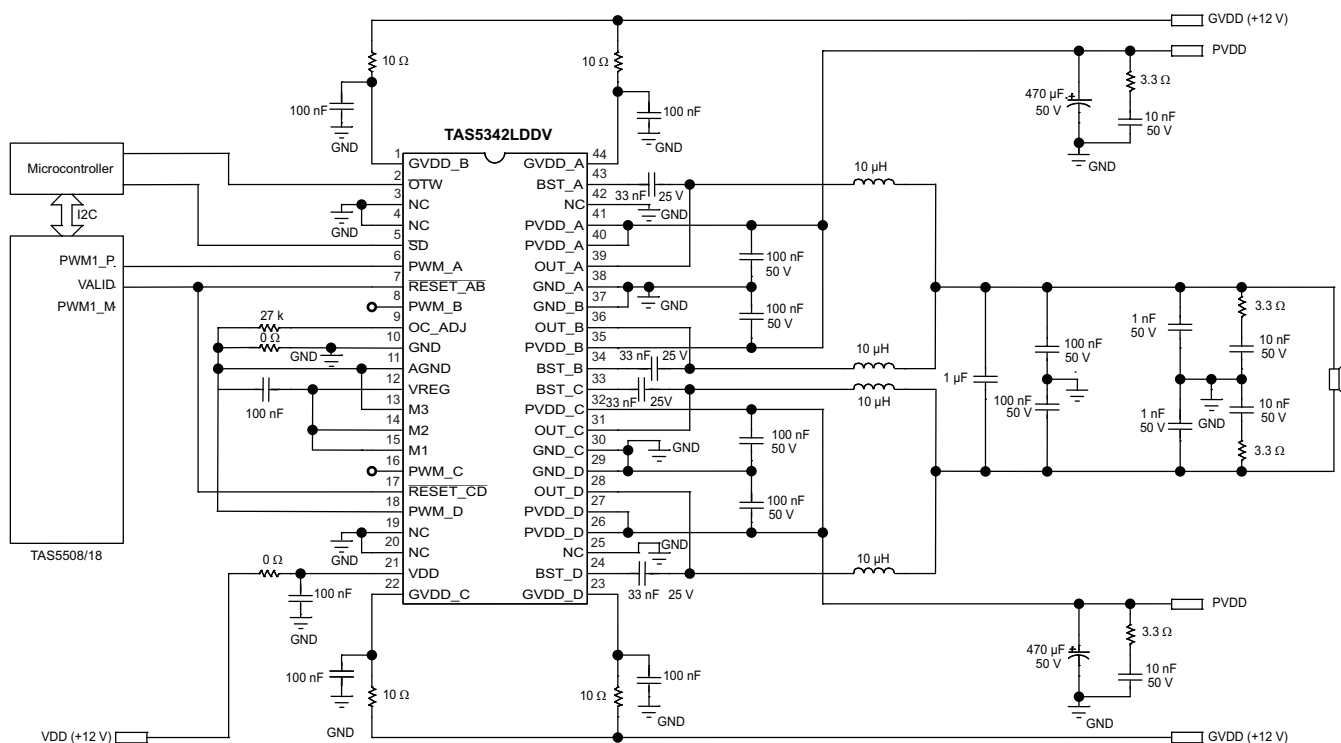 GVDD (+12 V)
PVDD
10 Ω
10 Ω
3.3 Ω
470 µF
50 V
10 nF
50 V
100 nF
GND
100 nF
GND
GND
TAS5342LDDV
Microcontroller
I2C
PWM1_P
VALID
PWM1_M
TAS5508/18
1 GVDD_B
2 OTW
3 NC
4 NC
5 SD
6 PWM_A
7 RESET_AB
8 PWM_B
9 OC_ADJ
10 GND
11 AGND
12 VREG
13 M3
14 M2
15 M1
16 PWM_C
17 RESET_CD
18 PWM_D
19 NC
20 NC
21 VDD
22 GVDD_C
GVDD_A 44
BST_A 43
NC 42
PVDD_A 41
PVDD_A 40
OUT_A 39
GND_A 38
GND_B 37
OUT_B 36
PVDD_B 35
BST_B 34
BST_C 33
PVDD_C 32
OUT_C 31
GND_C 30
GND_D 29
OUT_D 28
PVDD_D 27
PVDD_D 26
NC 25
BST_D 24
GVDD_D 23
GND
27 k
0 Ω
GND
100 nF
GND
0 Ω
100 nF
GND
33 nF 25 V
GND
10 µH
100 nF
50 V
GND
100 nF
50 V
33 nF 25 V
10 µH
33 nF 25V
10 µH
GND
100 nF
50 V
100 nF
50 V
GND
33 nF 25 V
10 µH
1 µF
100 nF
50 V
100 nF
50 V
1 nF
50 V
1 nF
50 V
GND
3.3 Ω
10 nF
50 V
10 nF
50 V
3.3 Ω
100 nF
GND
10 Ω
10 Ω
100 nF
GND
PVDD
3.3 Ω
470 µF
50 V
10 nF
50 V
GND
VDD (+12 V)
GVDD (+12 V)